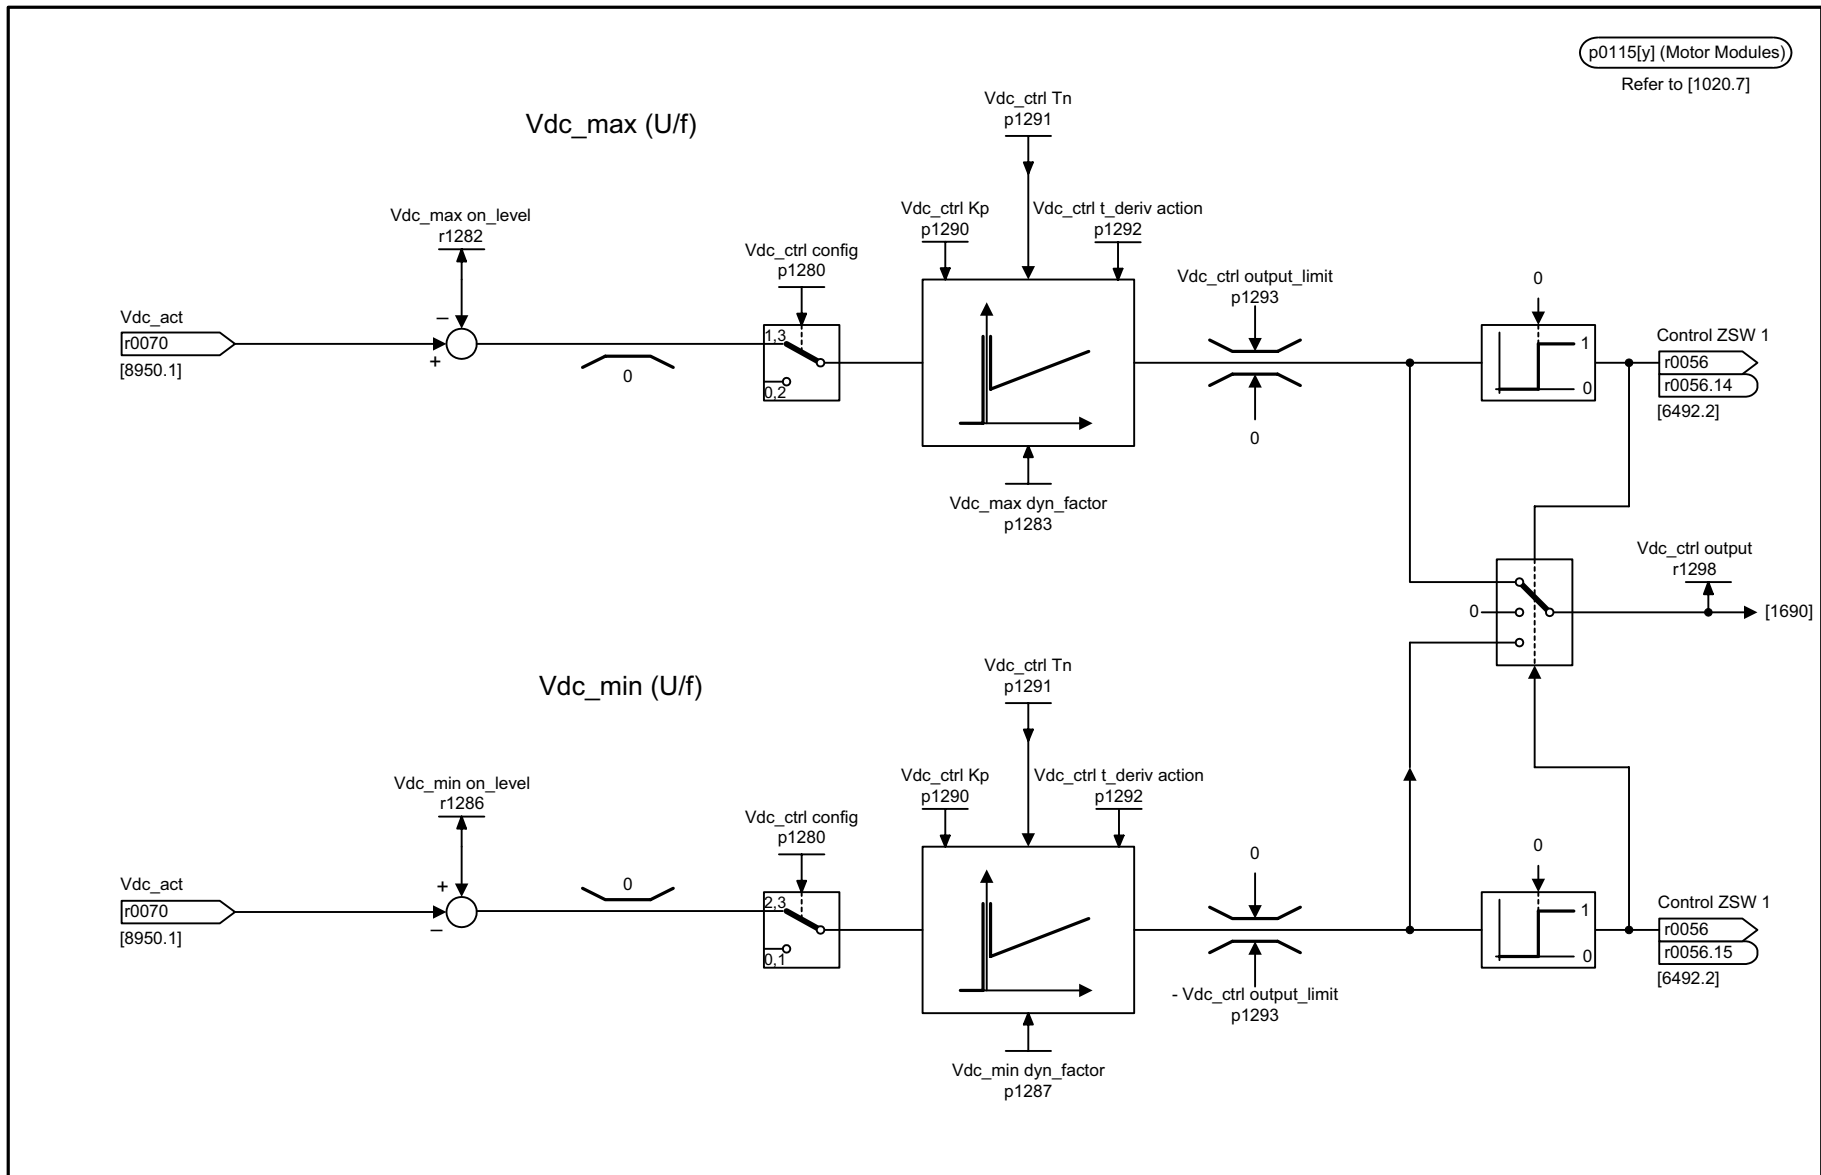 p0115[y] (Motor Modules)
Refer to [1020.7]
Vdc_max (U/f)
Vdc_ctrl Tn
p1291
Vdc_max on_level
r1282
Vdc_ctrl config
p1280
Vdc_ctrl Kp
p1290
Vdc_ctrl t_deriv action
p1292
Vdc_ctrl output_limit
p1293
0
Vdc_act
r0070
[8950.1]
–
+
0
1,3
0,2
0
1
0
Control ZSW 1
r0056
r0056.14
[6492.2]
Vdc_max dyn_factor
p1283
Vdc_ctrl output
r1298
0
[1690]
Vdc_min (U/f)
Vdc_ctrl Tn
p1291
Vdc_min on_level
r1286
Vdc_ctrl config
p1280
Vdc_ctrl Kp
p1290
Vdc_ctrl t_deriv action
p1292
0
0
Vdc_act
r0070
[8950.1]
+
–
0
2,3
0,1
- Vdc_ctrl output_limit
p1293
1
0
Control ZSW 1
r0056
r0056.15
[6492.2]
Vdc_min dyn_factor
p1287